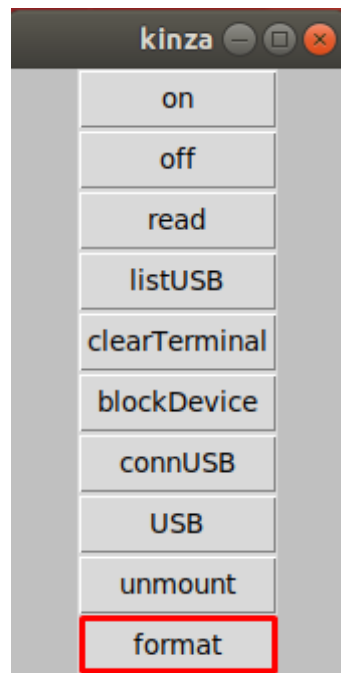 kinza
on
off
read
listUSB
clearTerminal
blockDevice
connUSB
USB
unmount
format